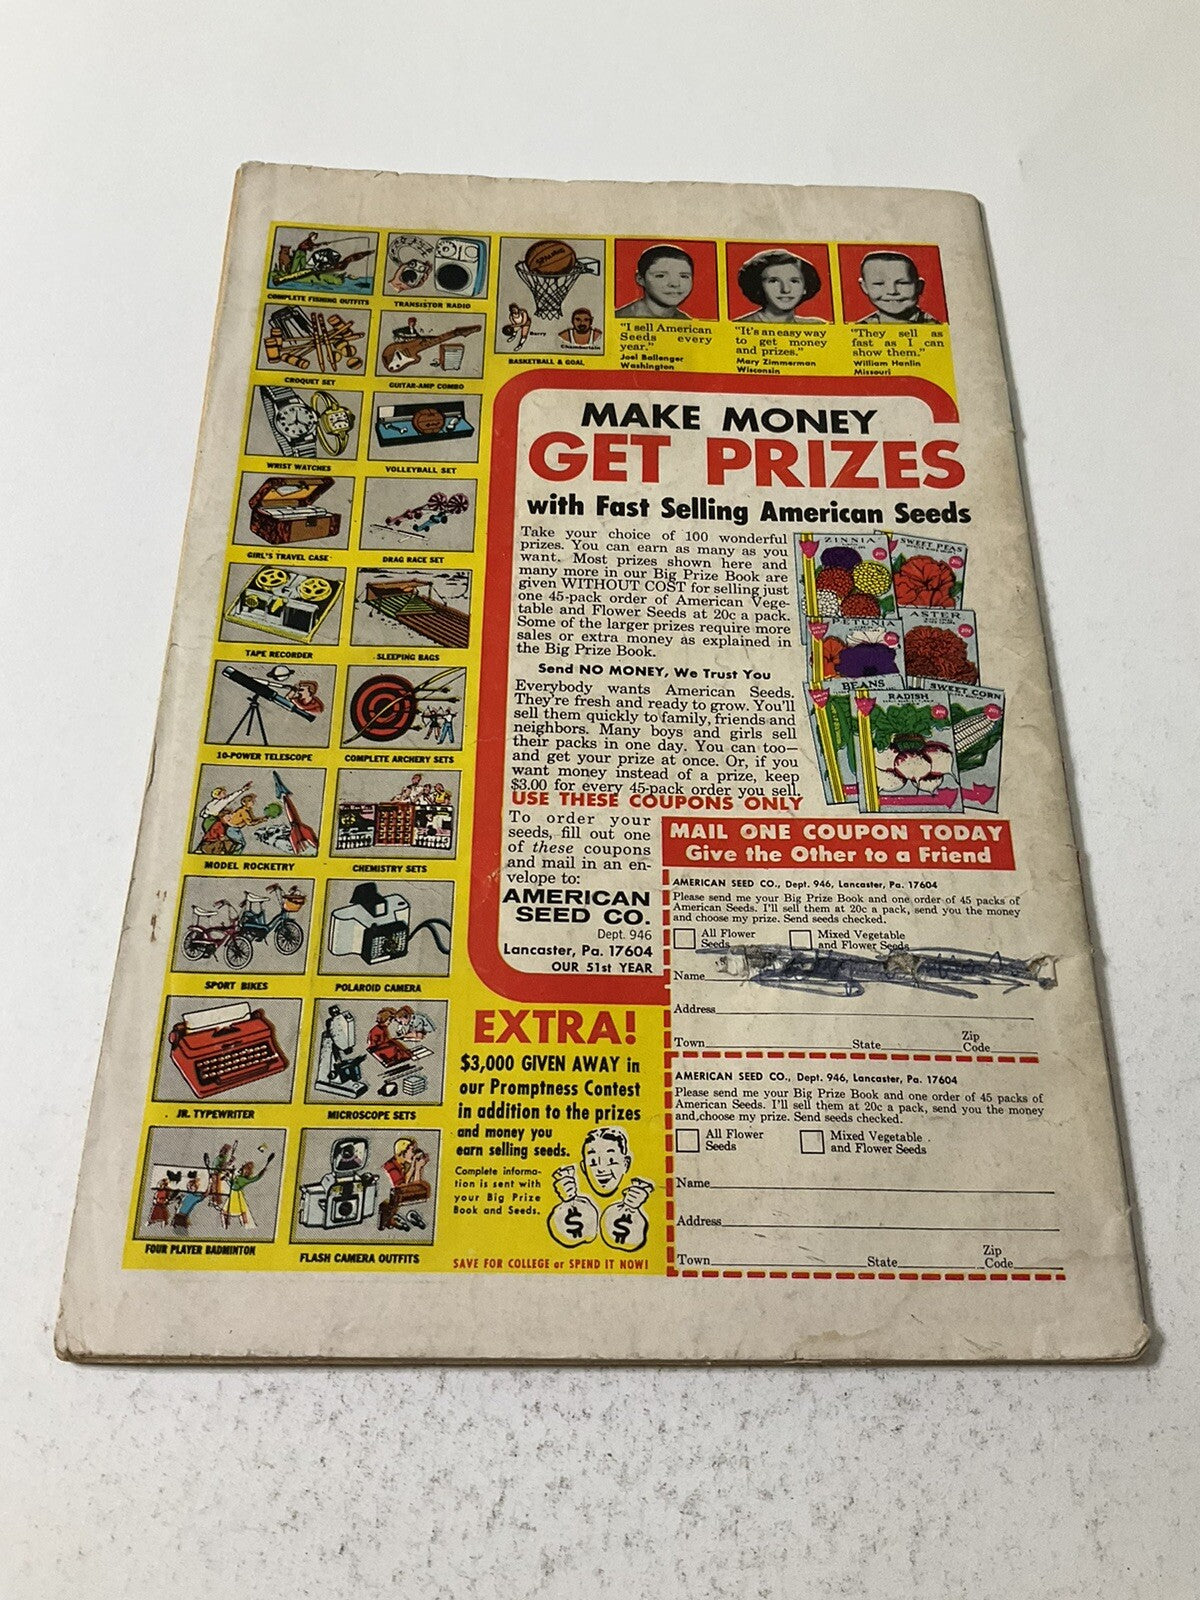 COMPLETE FISHING OUTFITS
TRANSISTOR RADIO
SPALDING
Barry
Chamberlain
BASKETBALL & GOAL
CROQUET SET
GUITAR-AMP COMBO
WRIST WATCHES
VOLLEYBALL SET
GIRL'S TRAVEL CASE
DRAG RACE SET
TAPE RECORDER
SLEEPING BAGS
10-POWER TELESCOPE
COMPLETE ARCHERY SETS
MODEL ROCKETRY
CHEMISTRY SETS
SPORT BIKES
POLAROID CAMERA
JR. TYPEWRITER
MICROSCOPE SETS
FOUR PLAYER BADMINTON
FLASH CAMERA OUTFITS
"I sell American
Seeds every
year."
Joel Ballenger
Washington
"It's an easy way
to get money
and prizes."
Mary Zimmerman
Wisconsin
"They sell as
fast as I can
show them."
William Hanlin
Missouri
MAKE MONEY
GET PRIZES
with Fast Selling American Seeds
Take your choice of 100 wonderful
prizes. You can earn as many as you
want. Most prizes shown here and
many more in our Big Prize Book are
given WITHOUT COST for selling just
one 45-pack order of American Vege-
table and Flower Seeds at 20c a pack.
Some of the larger prizes require more
sales or extra money as explained in
the Big Prize Book.
Send NO MONEY, We Trust You
Everybody wants American Seeds.
They're fresh and ready to grow. You'll
sell them quickly to family, friends and
neighbors. Many boys and girls sell
their packs in one day. You can too—
and get your prize at once. Or, if you
want money instead of a prize, keep
$3.00 for every 45-pack order you sell.
ZINNIA
SWEET PEAS
PETUNIA
ASTER
BEANS
RADISH
SWEET CORN
USE THESE COUPONS ONLY
To order your
seeds, fill out one
of these coupons
and mail in an en-
velope to:
AMERICAN
SEED CO.
Dept. 946
Lancaster, Pa. 17604
OUR 51st YEAR
MAIL ONE COUPON TODAY
Give the Other to a Friend
AMERICAN SEED CO., Dept. 946, Lancaster, Pa. 17604
Please send me your Big Prize Book and one order of 45 packs of
American Seeds. I'll sell them at 20c a pack, send you the money
and choose my prize. Send seeds checked.
All Flower
Seeds
Mixed Vegetable
and Flower Seeds
Name
Address
Town State Zip Code
AMERICAN SEED CO., Dept. 946, Lancaster, Pa. 17604
Please send me your Big Prize Book and one order of 45 packs of
American Seeds. I'll sell them at 20c a pack, send you the money
and choose my prize. Send seeds checked.
All Flower
Seeds
Mixed Vegetable
and Flower Seeds
Name
Address
Town State Zip Code
EXTRA!
$3,000 GIVEN AWAY in
our Promptness Contest
in addition to the prizes
and money you
earn selling seeds.
Complete informa-
tion is sent with
your Big Prize
Book and Seeds.
$ $
SAVE FOR COLLEGE or SPEND IT NOW!